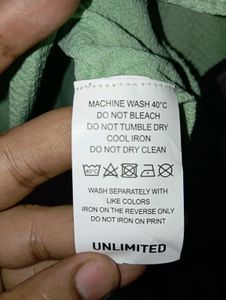 MACHINE WASH 40°C
DO NOT BLEACH
DO NOT TUMBLE DRY
COOL IRON
DO NOT DRY CLEAN
40°C
WASH SEPARATELY WITH
LIKE COLORS
IRON ON THE REVERSE ONLY
DO NOT IRON ON PRINT
UNLIMITED